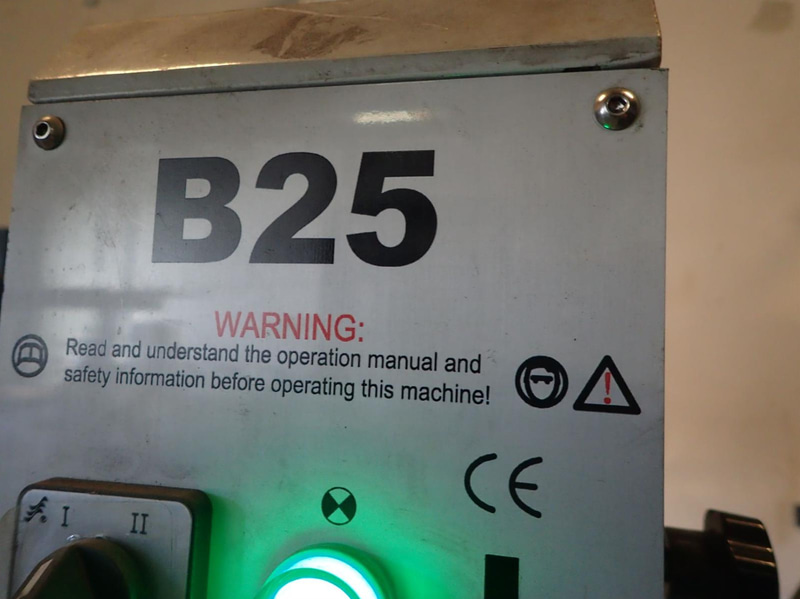 B25
WARNING:
Read and understand the operation manual and
safety information before operating this machine!
CE
I II